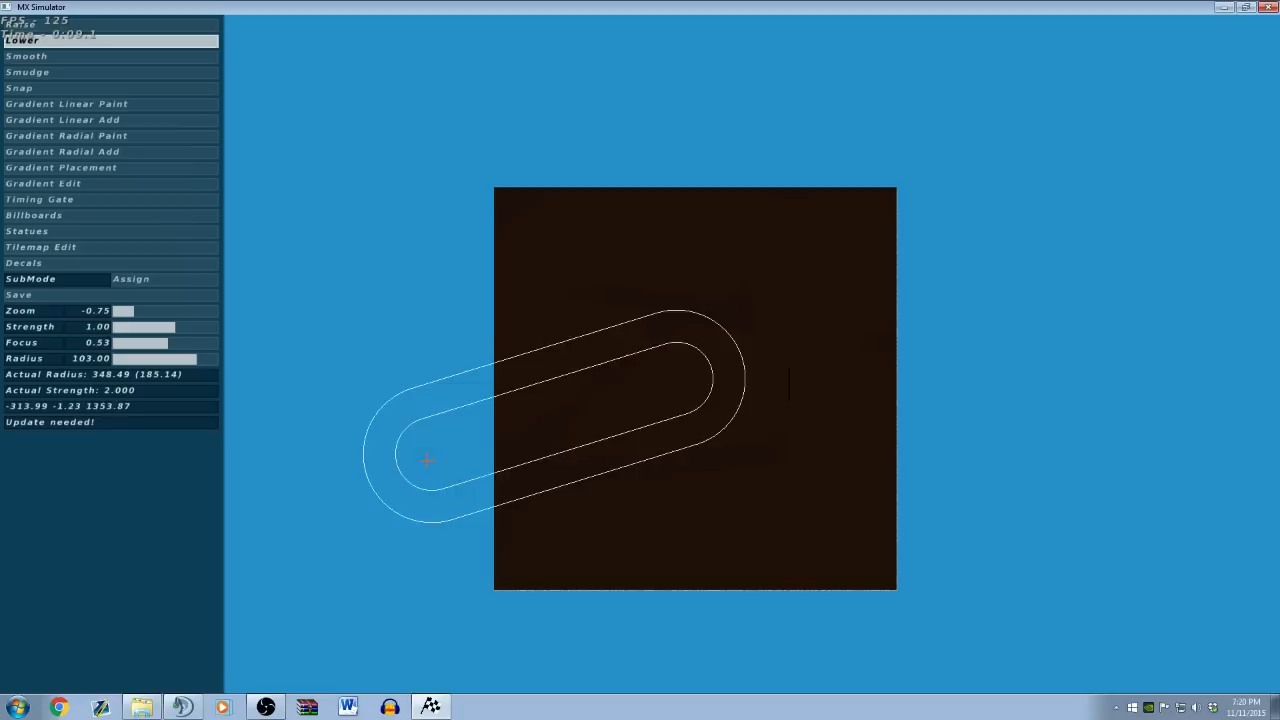 MX Simulator
FPS - 125
Raise
Time - 0:09.1
Lower
Smooth
Smudge
Snap
Gradient Linear Paint
Gradient Linear Add
Gradient Radial Paint
Gradient Radial Add
Gradient Placement
Gradient Edit
Timing Gate
Billboards
Statues
Tilemap Edit
Decals
SubMode Assign
Save
Zoom -0.75
Strength 1.00
Focus 0.53
Radius 103.00
Actual Radius: 348.49 (185.14)
Actual Strength: 2.000
-313.99 -1.23 1353.87
Update needed!
7:20 PM
11/11/2015